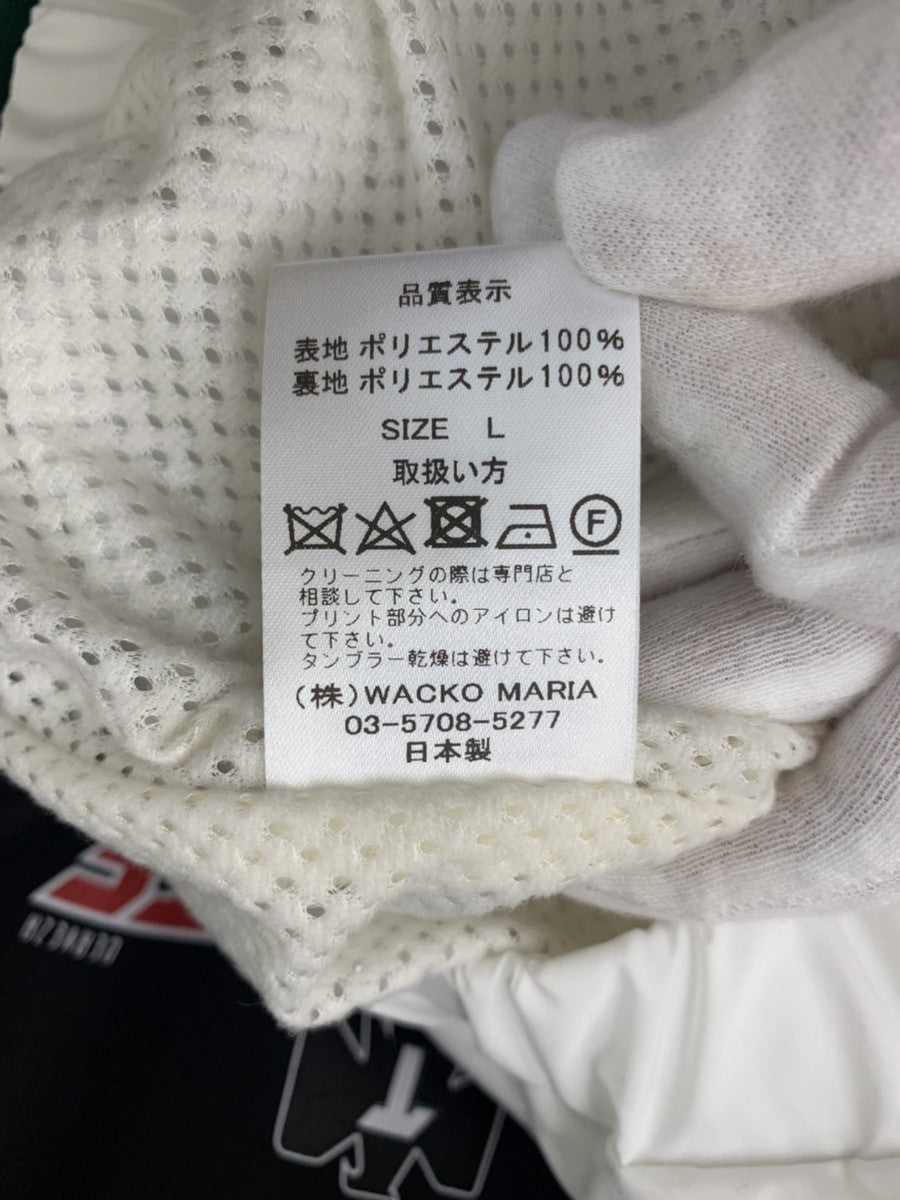 品質表示
表地 ポリエステル100%
裏地 ポリエステル100%
SIZE L
取扱い方
F
クリーニングの際は専門店と
相談して下さい。
プリント部分へのアイロンは避け
て下さい。
タンブラー乾燥は避けて下さい。
(株)WACKO MARIA
03-5708-5277
日本製